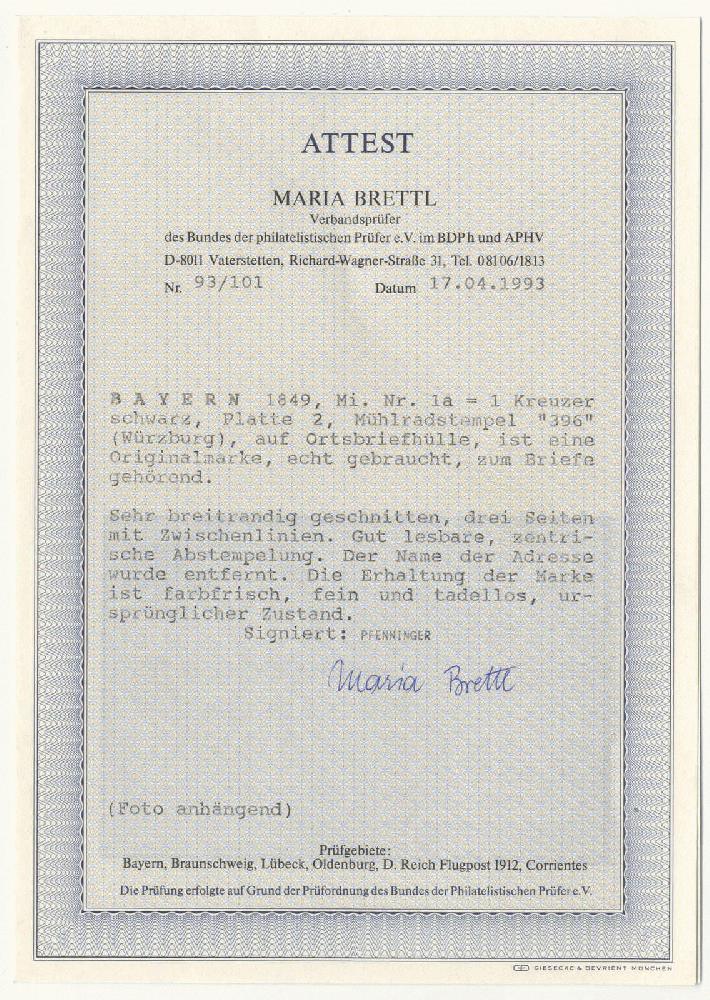 ATTEST
MARIA BRETTL
Verbandsprüfer
des Bundes der philatelistischen Prüfer e.V. im BDPh und APHV
D-8011 Vaterstetten, Richard-Wagner-Straße 31, Tel. 08106/1813
Nr. 93/101 Datum 17.04.1993
BAYERN 1849, Mi. Nr. 1a = 1 Kreuzer
schwarz, Platte 2, Mühlradstempel "396"
(Würzburg), auf Ortsbriefhülle, ist eine
Originalmarke, echt gebraucht, zum Briefe
gehörend.
Sehr breitrandig geschnitten, drei Seiten
mit Zwischenlinien. Gut lesbare, zentri-
sche Abstempelung. Der Name der Adresse
wurde entfernt. Die Erhaltung der Marke
ist farbfrisch, fein und tadellos, ur-
sprünglicher Zustand.
Signiert: PFENNINGER
Maria Brettl
(Foto anhängend)
Prüfgebiete:
Bayern, Braunschweig, Lübeck, Oldenburg, D. Reich Flugpost 1912, Corrientes
Die Prüfung erfolgte auf Grund der Prüfordnung des Bundes der Philatelistischen Prüfer e.V.
GIESECKE & DEVRIENT MÜNCHEN